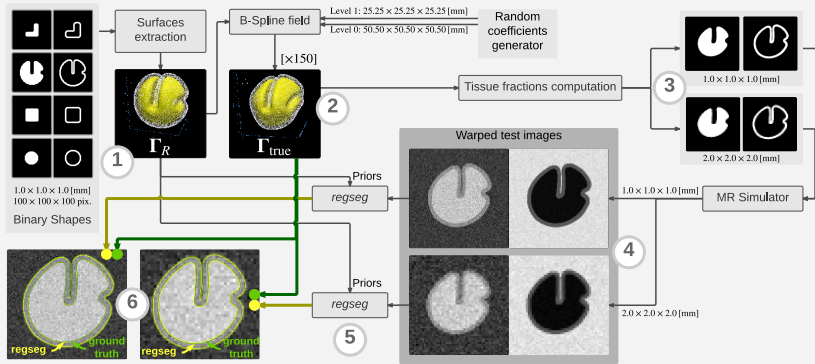 Surfaces
extraction
B-Spline field
Level 1: 25.25 × 25.25 × 25.25 [mm]
Level 0: 50.50 × 50.50 × 50.50 [mm]
Random
coefficients
generator
[×150]
Tissue fractions computation
1.0 × 1.0 × 1.0 [mm]
2.0 × 2.0 × 2.0 [mm]
MR Simulator
1
2
3
Γ_R
Γ_true
1.0 × 1.0 × 1.0 [mm]
100 × 100 × 100 pix.
Binary Shapes
Warped test images
Priors
regseg
1.0 × 1.0 × 1.0 [mm]
4
Priors
regseg
2.0 × 2.0 × 2.0 [mm]
5
6
regseg
ground
truth
regseg
ground
truth